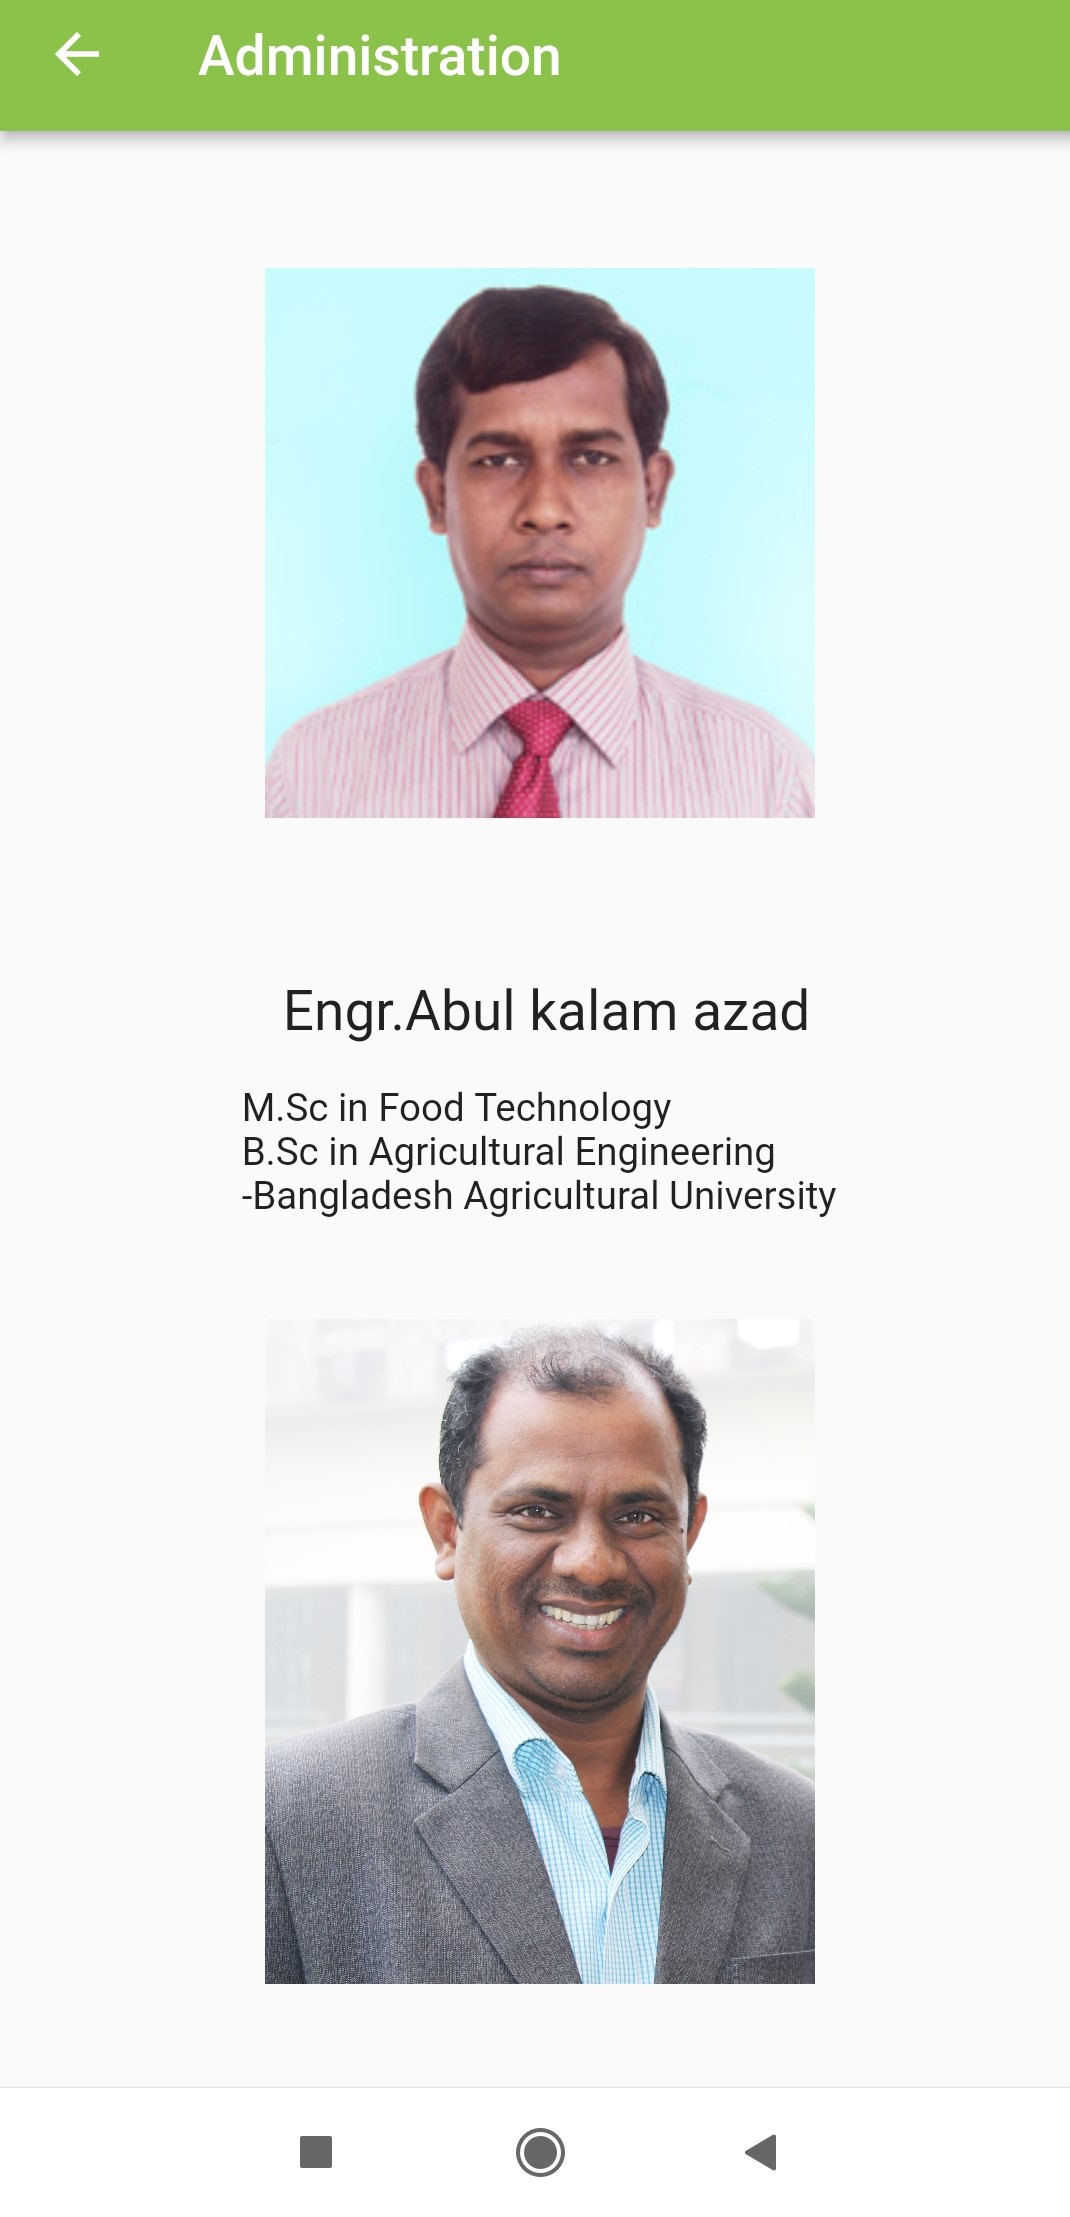 Administration
Engr.Abul kalam azad
M.Sc in Food Technology
B.Sc in Agricultural Engineering
-Bangladesh Agricultural University